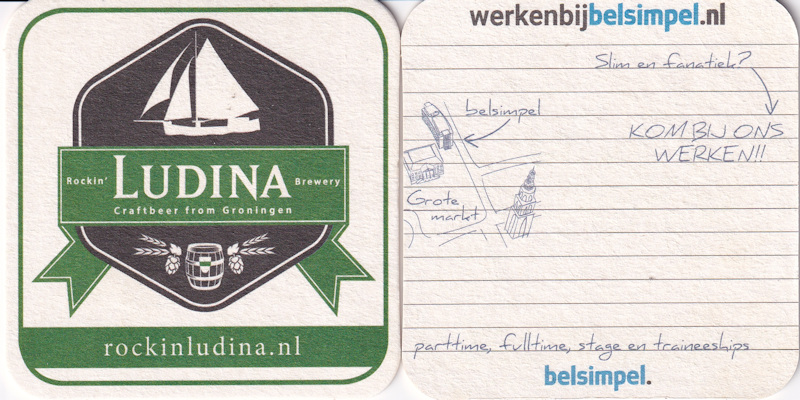 Rockin' LUDINA Brewery
Craftbeer from Groningen
rockinludina.nl
werkenbijbelsimpel.nl
Slim en fanatiek?
belsimpel
KOM BIJ ONS
WERKEN!!
Grote
markt
parttime, fulltime, stage en traineeships
belsimpel.